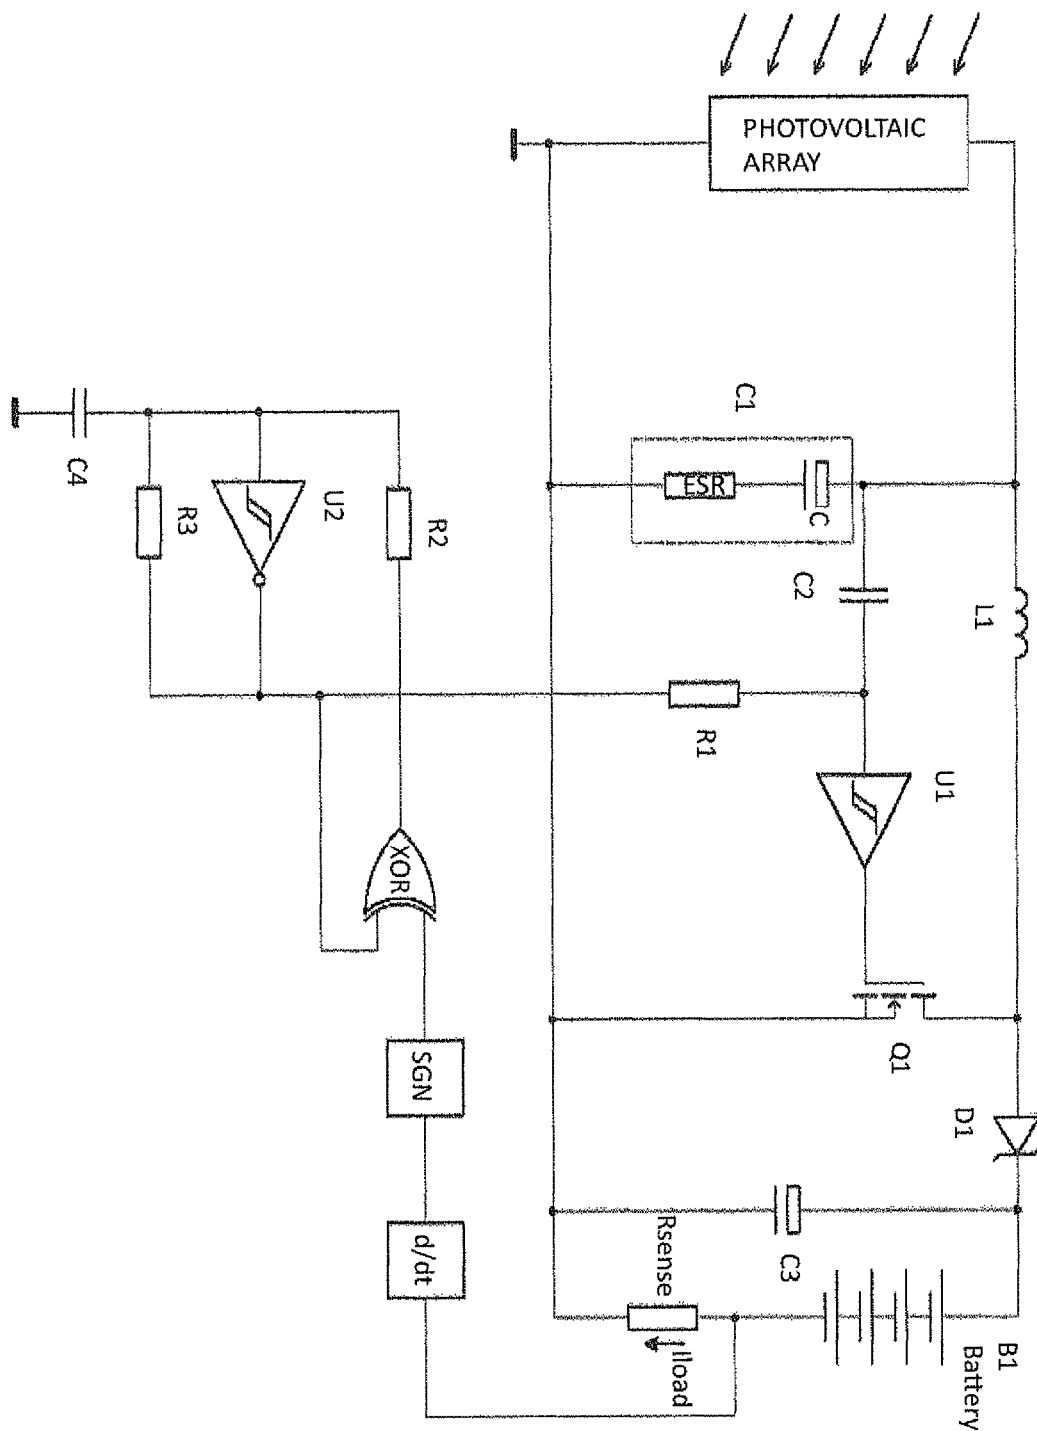 PHOTOVOLTAIC
ARRAY
C1
ESR
C
C2
L1
C4
R3
U2
R2
R1
U1
XOR
SGN
d/dt
Q1
D1
C3
Rsense
Iload
B1
Battery